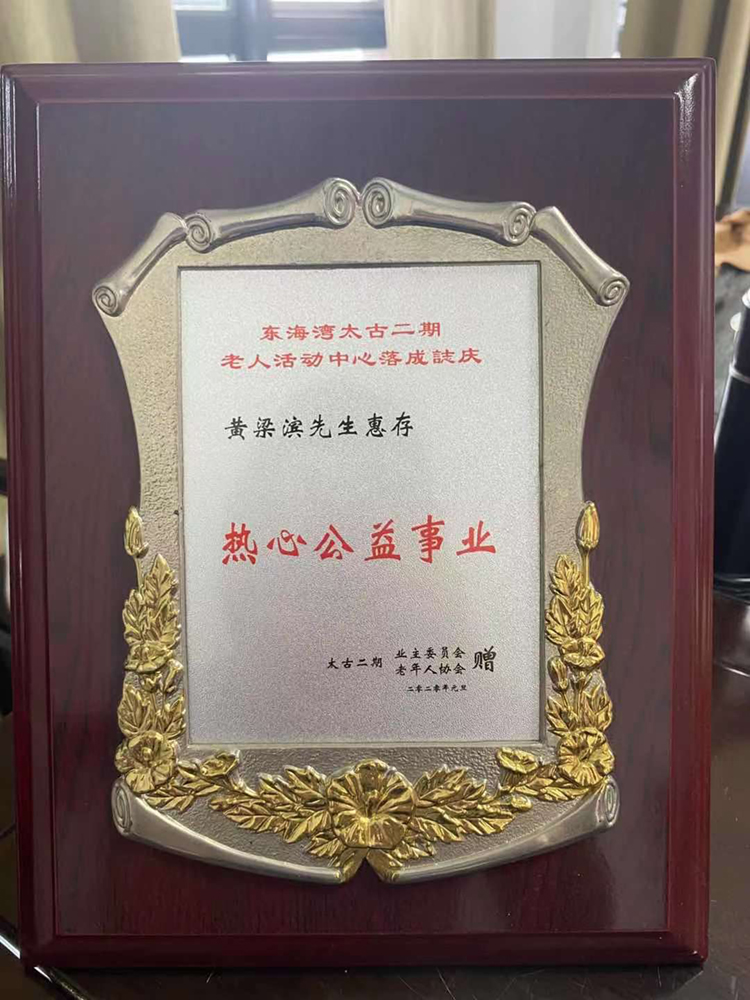 东海湾太古二期
老人活动中心落成誌庆
黄梁滨先生惠存
热心公益事业
太古二期 业主委员会 赠
老年人协会
二零二零年元旦